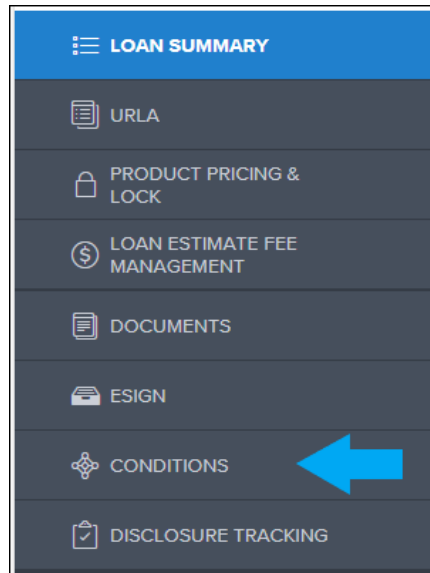 LOAN SUMMARY
URLA
PRODUCT PRICING &
LOCK
LOAN ESTIMATE FEE
MANAGEMENT
DOCUMENTS
ESIGN
CONDITIONS
DISCLOSURE TRACKING